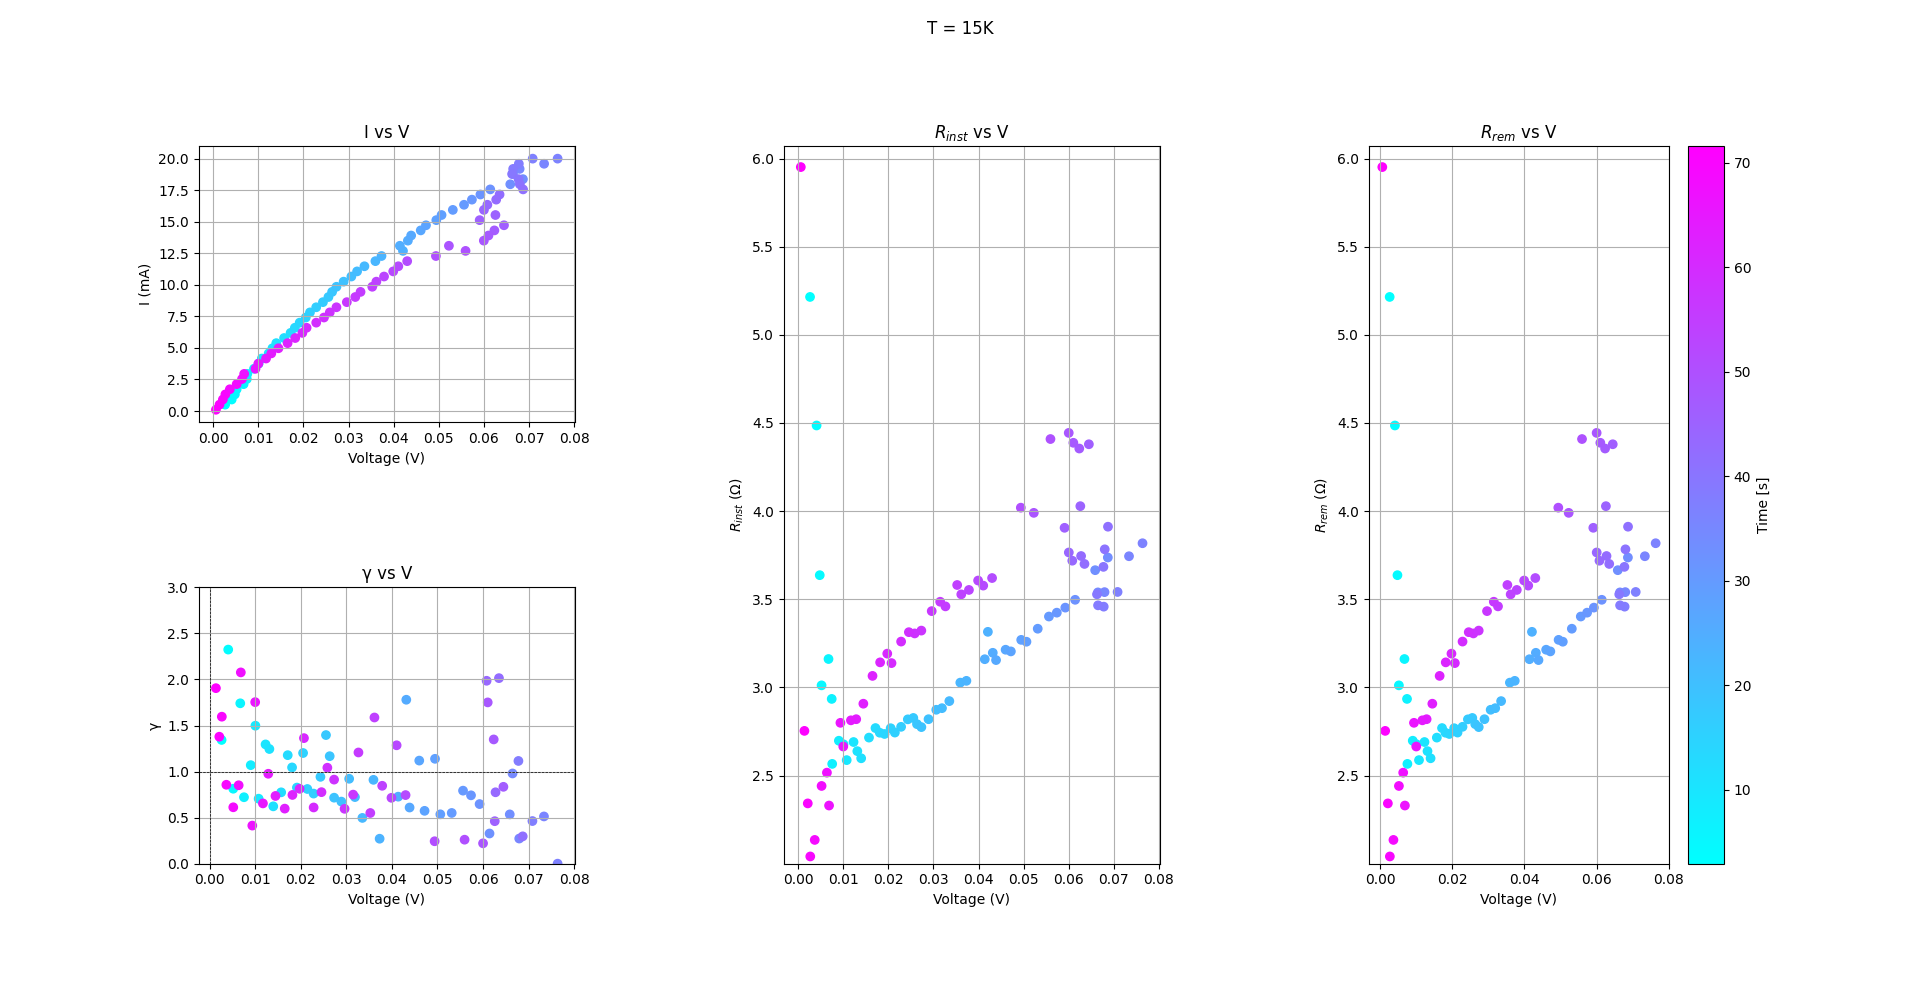 T = 15K
I vs V
20.0
17.5
15.0
12.5
10.0
7.5
5.0
2.5
0.0
I (mA)
0.00 0.01 0.02 0.03 0.04 0.05 0.06 0.07 0.08
Voltage (V)
γ vs V
3.0
2.5
2.0
1.5
1.0
0.5
0.0
γ
0.00 0.01 0.02 0.03 0.04 0.05 0.06 0.07 0.08
Voltage (V)
R_inst vs V
6.0
5.5
5.0
4.5
4.0
3.5
3.0
2.5
R_inst (Ω)
0.00 0.01 0.02 0.03 0.04 0.05 0.06 0.07 0.08
Voltage (V)
R_rem vs V
6.0
5.5
5.0
4.5
4.0
3.5
3.0
2.5
R_rem (Ω)
0.00 0.02 0.04 0.06 0.08
Voltage (V)
70
60
50
40
30
20
10
Time [s]